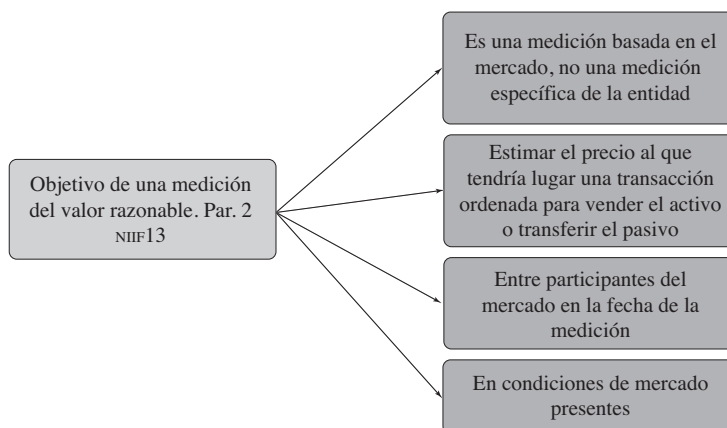 Objetivo de una medición
del valor razonable. Par. 2
NIIF13
Es una medición basada en el
mercado, no una medición
específica de la entidad
Estimar el precio al que
tendría lugar una transacción
ordenada para vender el activo
o transferir el pasivo
Entre participantes del
mercado en la fecha de la
medición
En condiciones de mercado
presentes